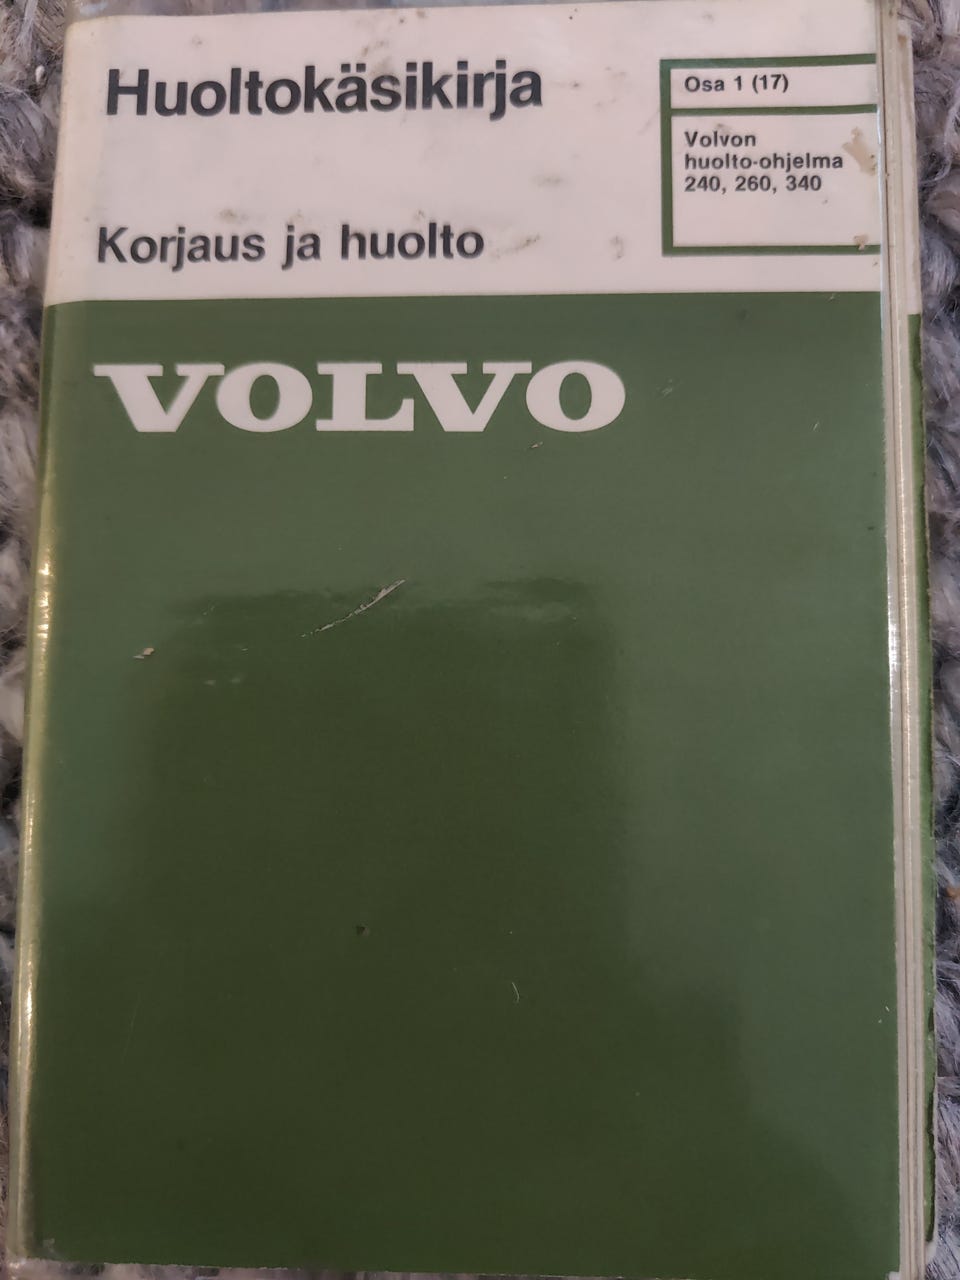 Huoltokäsikirja
Osa 1 (17)
Volvon
huolto-ohjelma
240, 260, 340
Korjaus ja huolto
VOLVO